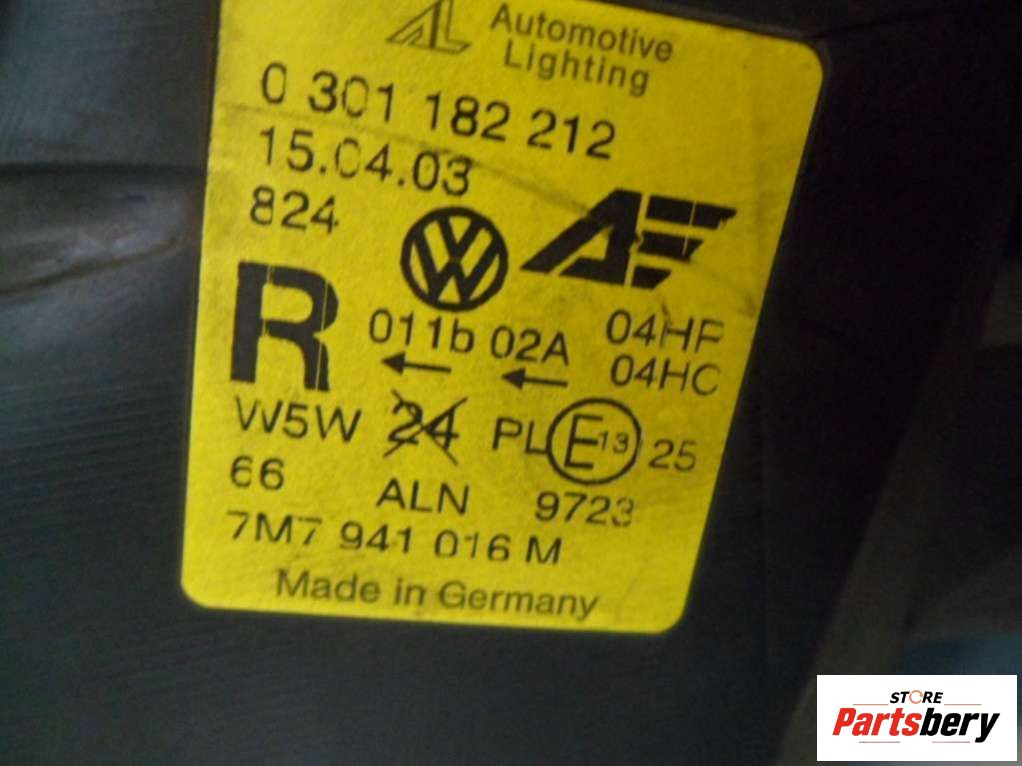 Automotive
Lighting
0 301 182 212
15.04.03
824
R
011b 02A 04HF
04HC
W5W 24 PL E13 25
66 ALN 9723
7M7 941 016 M
Made in Germany
STORE
Partsbery